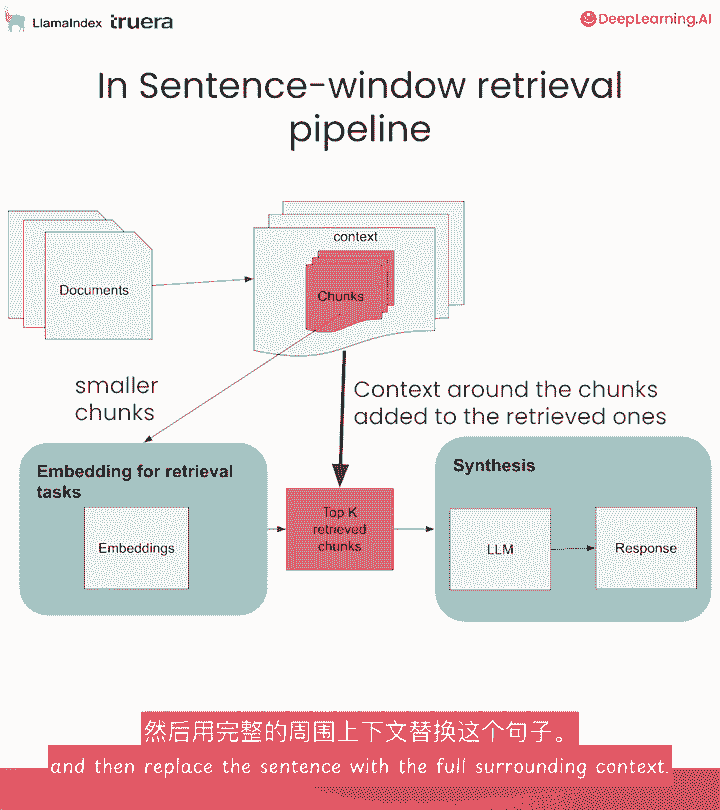 LlamaIndex truera
DeepLearning.AI
In Sentence-window retrieval
pipeline
context
Documents
Chunks
smaller
chunks
Context around the chunks
added to the retrieved ones
Embedding for retrieval
tasks
Embeddings
Top K
retrieved
chunks
Synthesis
LLM
Response
然后用完整的周围上下文替换这个句子。
and then replace the sentence with the full surrounding context.